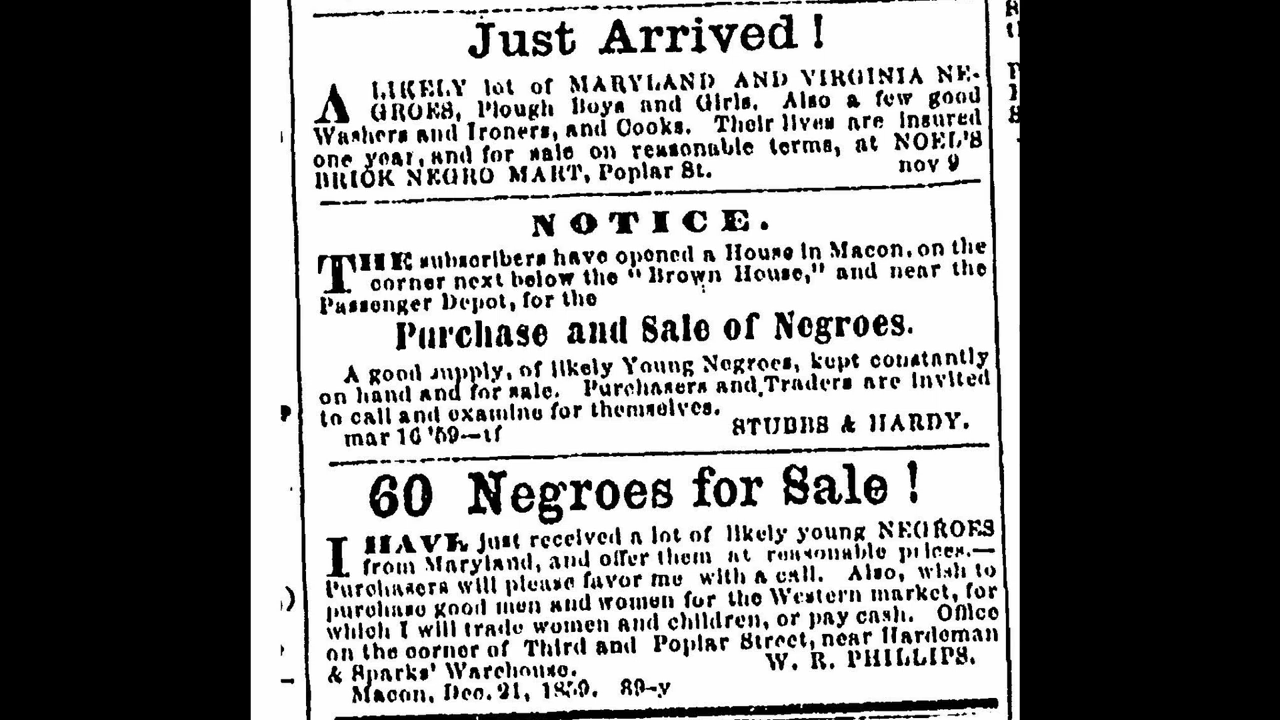 Just Arrived!
A LIKELY lot of MARYLAND AND VIRGINIA NE-
GROES, Plough Boys and Girls. Also a few good
Washers and Ironers, and Cooks. Their lives are insured
one year, and for sale on reasonable terms, at NOEL'S
BRICK NEGRO MART, Poplar St. nov 9
NOTICE.
THE subscribers have opened a House in Macon, on the
corner next below the "Brown House," and near the
Passenger Depot, for the
Purchase and Sale of Negroes.
A good supply, of likely Young Negroes, kept constantly
on hand and for sale. Purchasers and Traders are invited
to call and examine for themselves.
mar 16 '59—tf STUBBS & HARDY.
60 Negroes for Sale!
I HAVE just received a lot of likely young NEGROES
from Maryland, and offer them at reasonable prices.—
Purchasers will please favor me with a call. Also, wish to
purchase good men and women for the Western market, for
which I will trade women and children, or pay cash. Office
on the corner of Third and Poplar Street, near Hardeman
& Sparks' Warehouse. W. R. PHILLIPS.
Macon, Dec. 21, 1859. 89-y